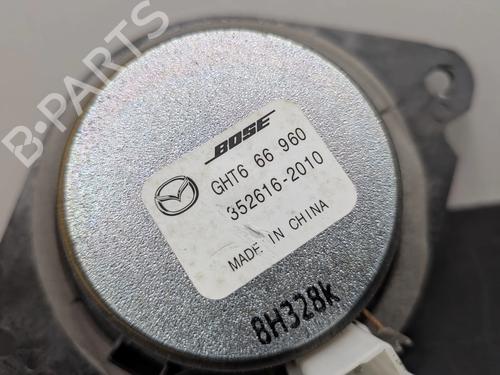 B-PARTS
BOSE
GHT6 66 960
352616-2010
MADE IN CHINA
8H328K